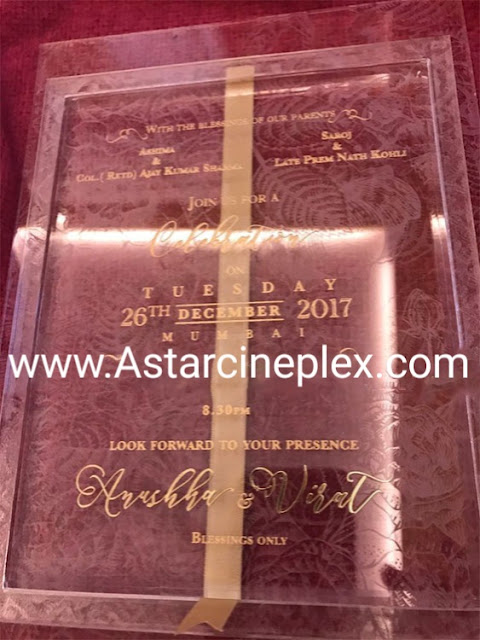 With the blessings of our parents
Ashima
&
Col.( Retd) Ajay Kumar Sharma
Saroj
&
Late Prem Nath Kohli
Join us for a
Celebration
on
TUESDAY
26TH DECEMBER 2017
MUMBAI
www.Astarcineplex.com
8.30pm
look forward to your presence
Anushka & Virat
Blessings only